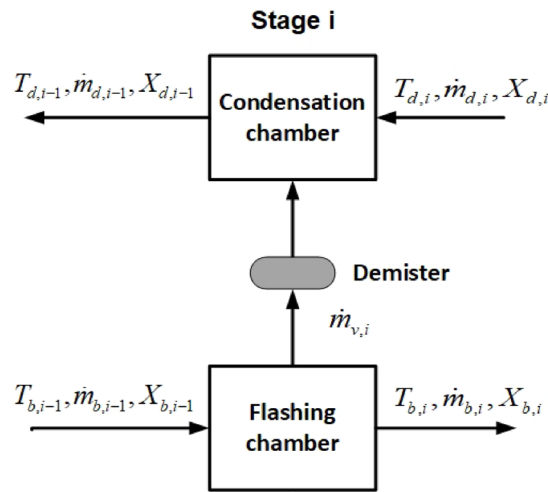 Stage i
T_{d,i-1}, ṁ_{d,i-1}, X_{d,i-1}
Condensation
chamber
T_{d,i}, ṁ_{d,i}, X_{d,i}
Demister
ṁ_{v,i}
T_{b,i-1}, ṁ_{b,i-1}, X_{b,i-1}
Flashing
chamber
T_{b,i}, ṁ_{b,i}, X_{b,i}